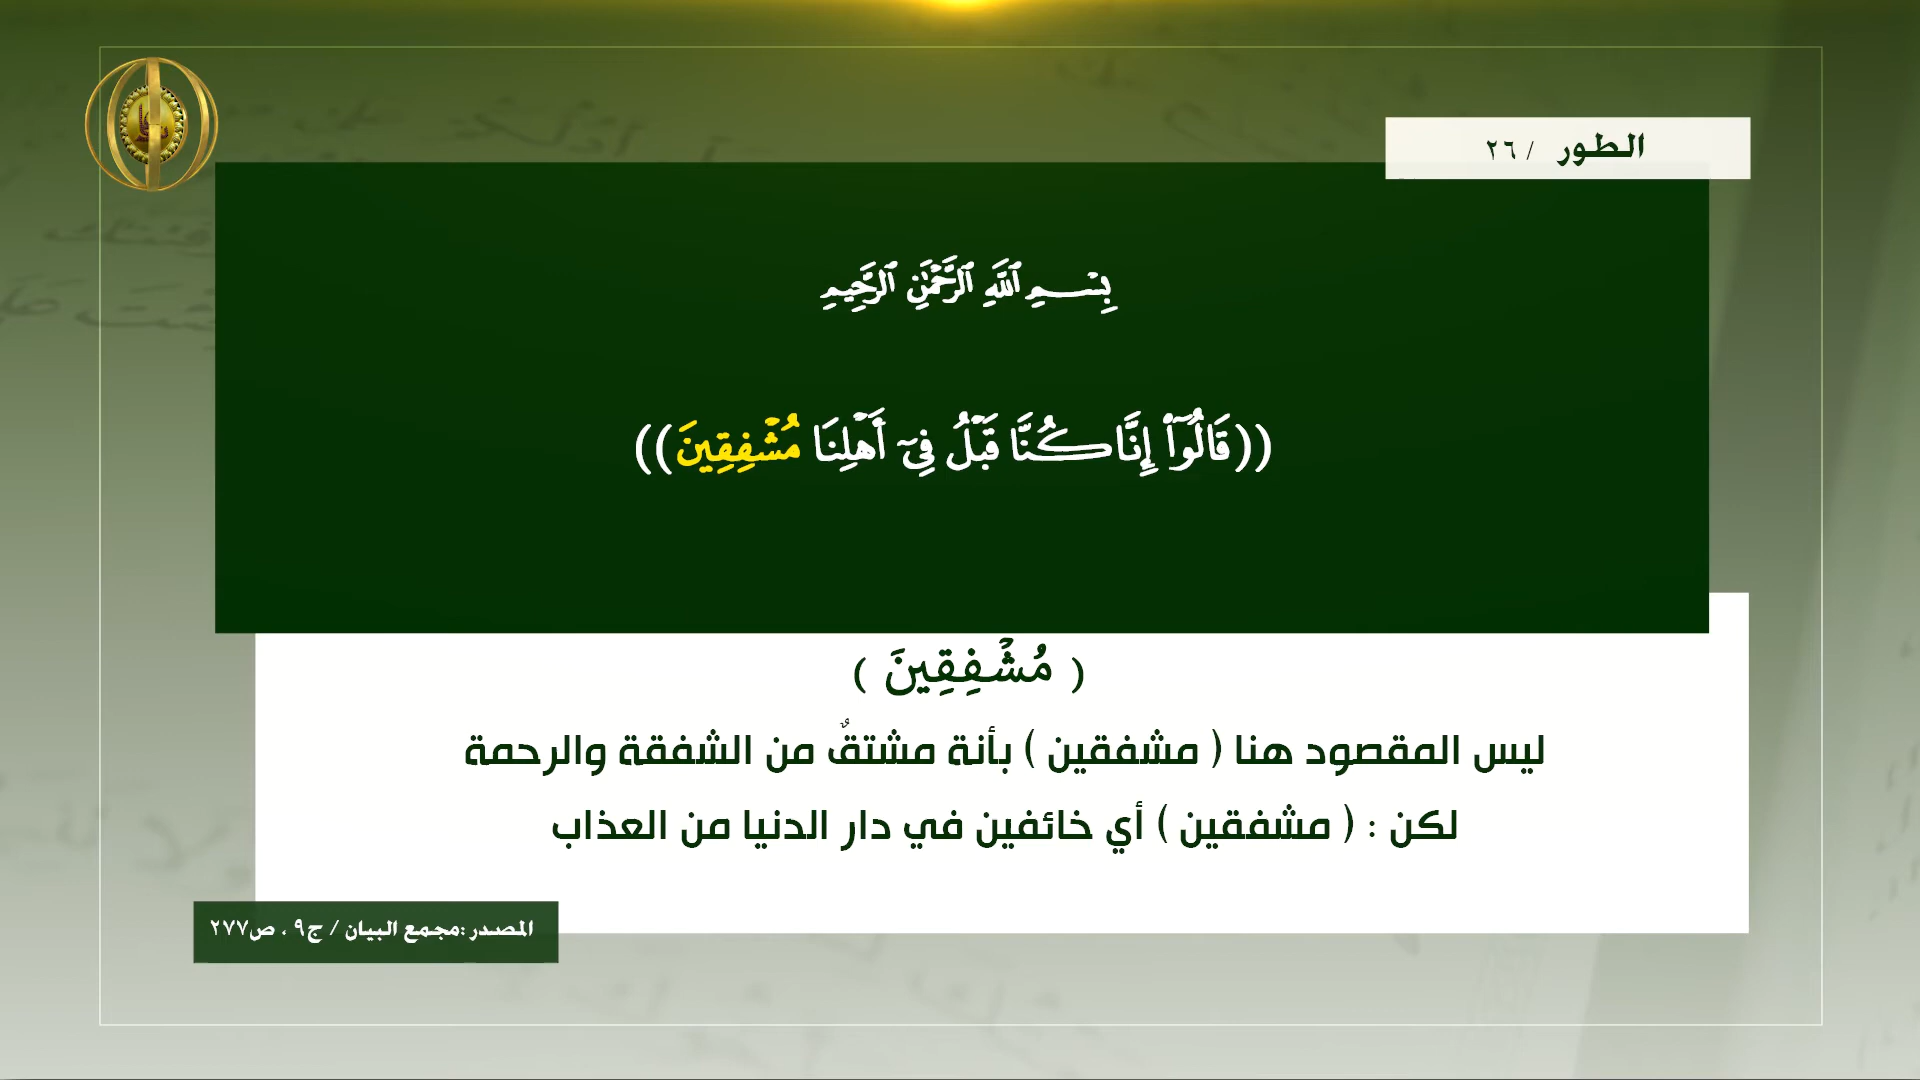 الطور / ٢٦
بِسْمِ ٱللَّهِ ٱلرَّحْمَٰنِ ٱلرَّحِيمِ
((قَالُوٓا۟ إِنَّا كُنَّا قَبْلُ فِىٓ أَهْلِنَا مُشْفِقِينَ))
( مُشْفِقِينَ )
ليس المقصود هنا ( مشفقين ) بأنة مشتقٌ من الشفقة والرحمة
لكن : ( مشفقين ) أي خائفين في دار الدنيا من العذاب
المصدر :مجمع البيان / ج٩ ، ص٢٧٧